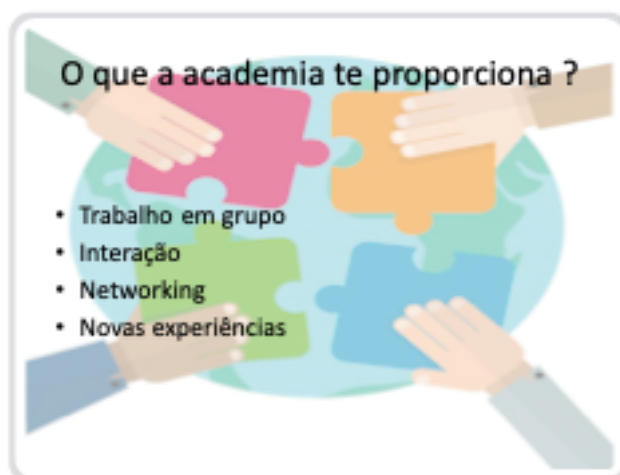 O que a academia te proporciona ?
• Trabalho em grupo
• Interação
• Networking
• Novas experiências